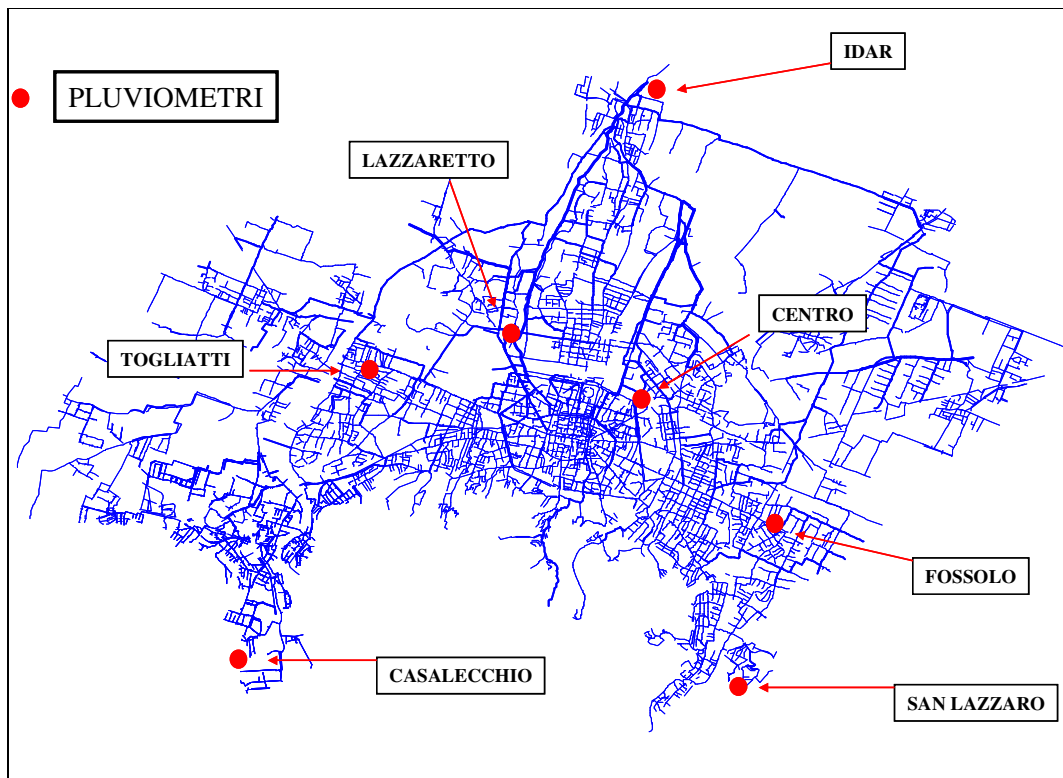 IDAR
PLUVIOMETRI
LAZZARETTO
CENTRO
TOGLIATTI
FOSSOLO
CASALECCHIO
SAN LAZZARO